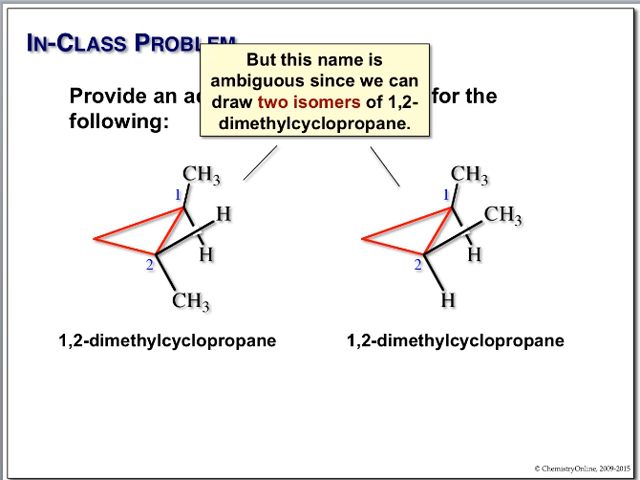 IN-CLASS PROBLEM
But this name is
ambiguous since we can
draw two isomers of 1,2-
dimethylcyclopropane.
Provide an for the
following:
CH3
1
H
H
2
CH3
CH3
1
CH3
H
2
H
1,2-dimethylcyclopropane
1,2-dimethylcyclopropane
© ChemistryOnline, 2009-2015